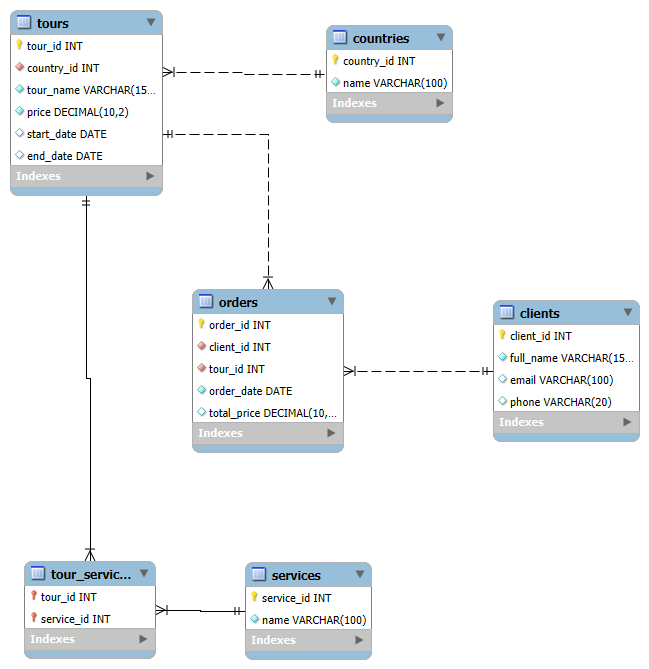 tours
tour_id INT
country_id INT
tour_name VARCHAR(15...
price DECIMAL(10,2)
start_date DATE
end_date DATE
Indexes
countries
country_id INT
name VARCHAR(100)
Indexes
orders
order_id INT
client_id INT
tour_id INT
order_date DATE
total_price DECIMAL(10,...
Indexes
clients
client_id INT
full_name VARCHAR(15...
email VARCHAR(100)
phone VARCHAR(20)
Indexes
tour_servic...
tour_id INT
service_id INT
Indexes
services
service_id INT
name VARCHAR(100)
Indexes